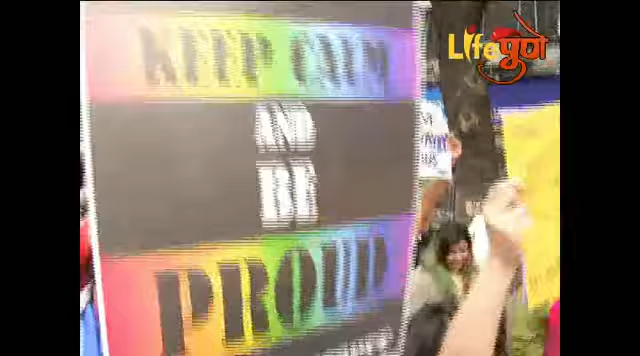 Life पुणे
KEEP CALM
AND
BE
PROUD